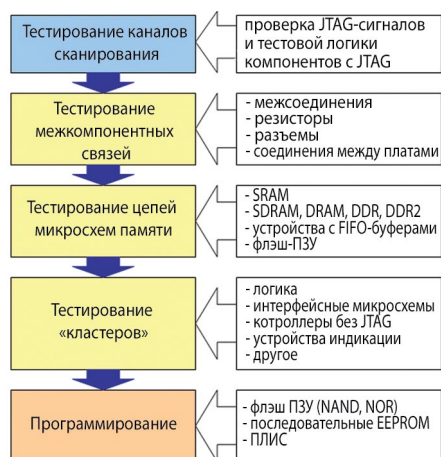 Тестирование каналов
сканирования
проверка JTAG-сигналов
и тестовой логики
компонентов с JTAG
Тестирование
межкомпонентных
связей
- межсоединения
- резисторы
- разъемы
- соединения между платами
Тестирование цепей
микросхем памяти
- SRAM
- SDRAM, DRAM, DDR, DDR2
- устройства с FIFO-буферами
- флэш-ПЗУ
Тестирование
«кластеров»
- логика
- интерфейсные микросхемы
- котроллеры без JTAG
- устройства индикации
- другое
Программирование
- флэш ПЗУ (NAND, NOR)
- последовательные EEPROM
- ПЛИС